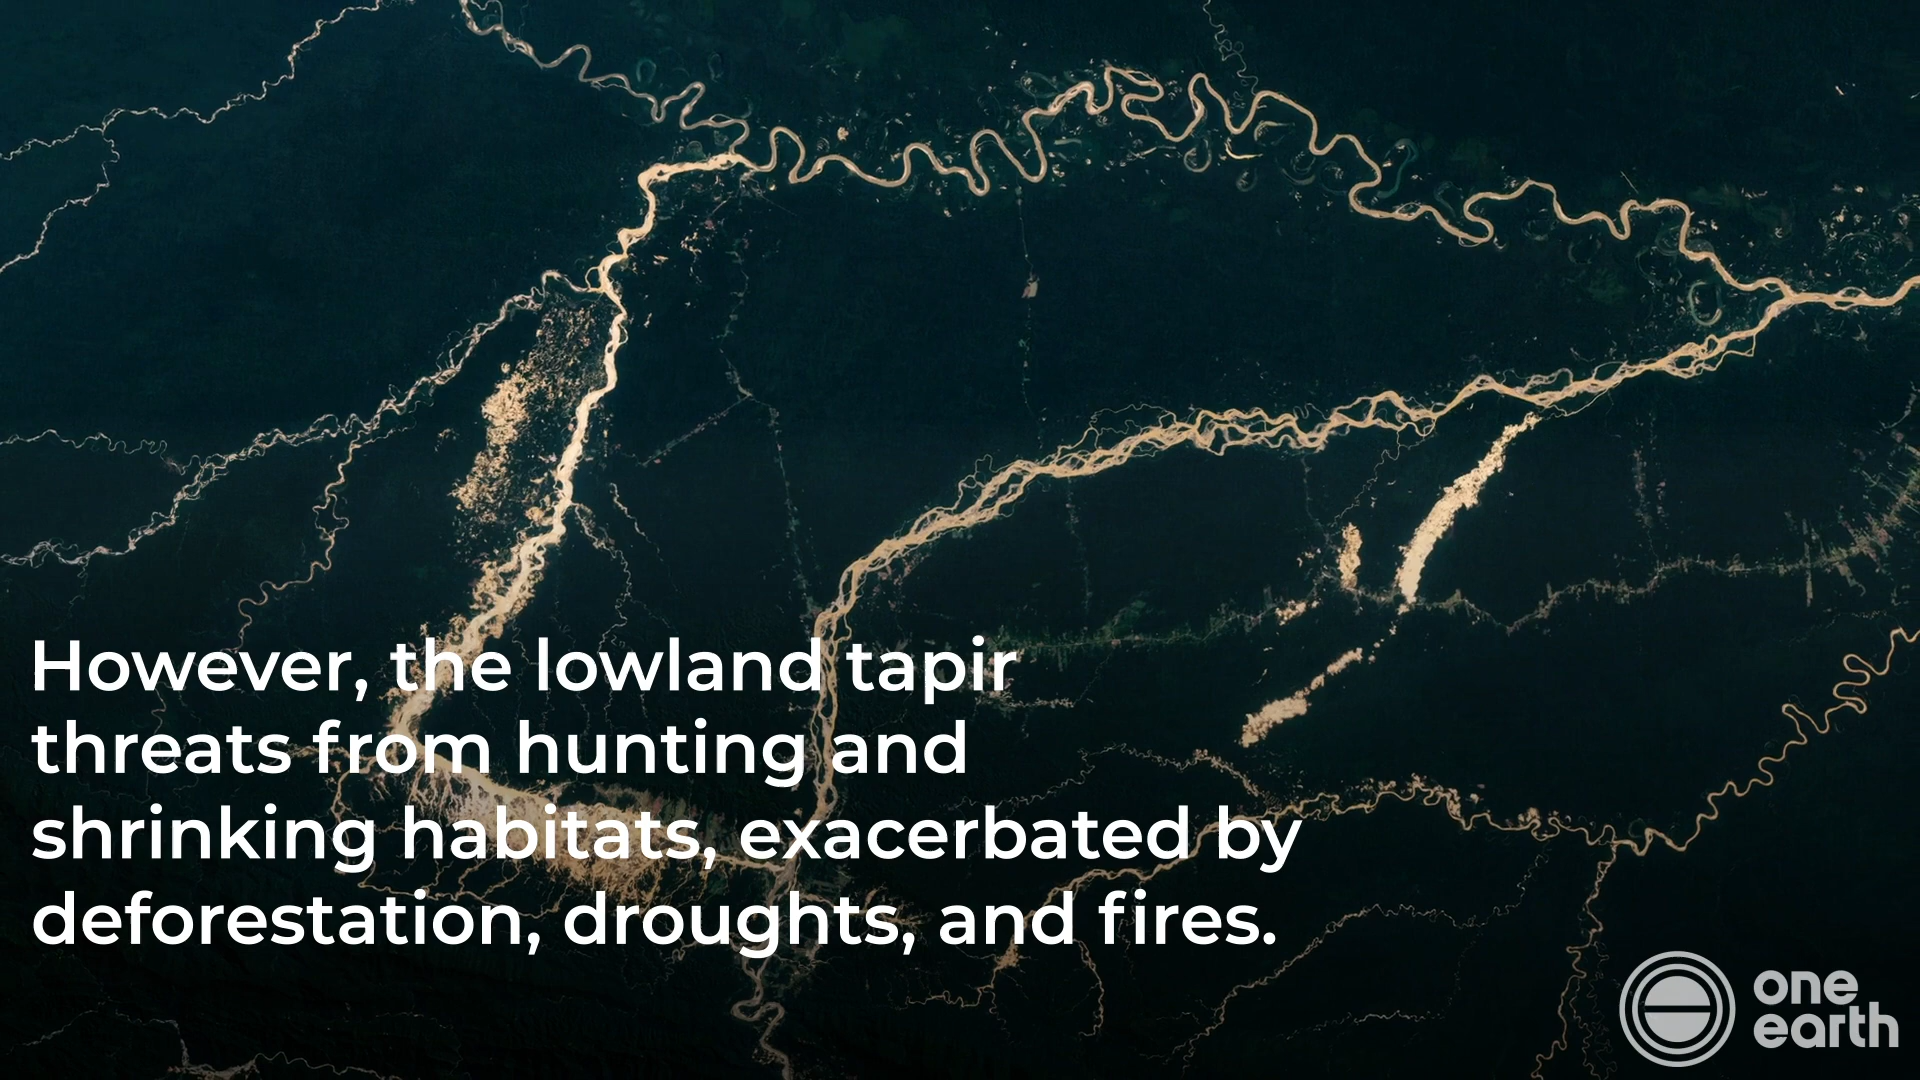 However, the lowland tapir
threats from hunting and
shrinking habitats, exacerbated by
deforestation, droughts, and fires.
one
earth